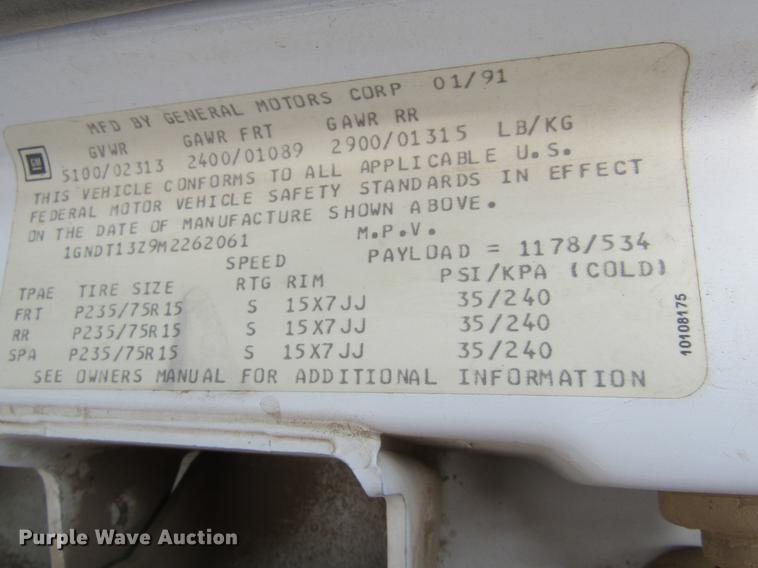 MFD BY GENERAL MOTORS CORP 01/91
GVWR GAWR FRT GAWR RR
GM 5100/02313 2400/01089 2900/01315 LB/KG
THIS VEHICLE CONFORMS TO ALL APPLICABLE U.S.
FEDERAL MOTOR VEHICLE SAFETY STANDARDS IN EFFECT
ON THE DATE OF MANUFACTURE SHOWN ABOVE.
1GNDT13Z9M2262061 M.P.V.
SPEED PAYLOAD = 1178/534
TPAE TIRE SIZE RTG RIM PSI/KPA (COLD)
FRT P235/75R15 S 15X7JJ 35/240
RR P235/75R15 S 15X7JJ 35/240
SPA P235/75R15 S 15X7JJ 35/240
SEE OWNERS MANUAL FOR ADDITIONAL INFORMATION
10108175
Purple Wave Auction